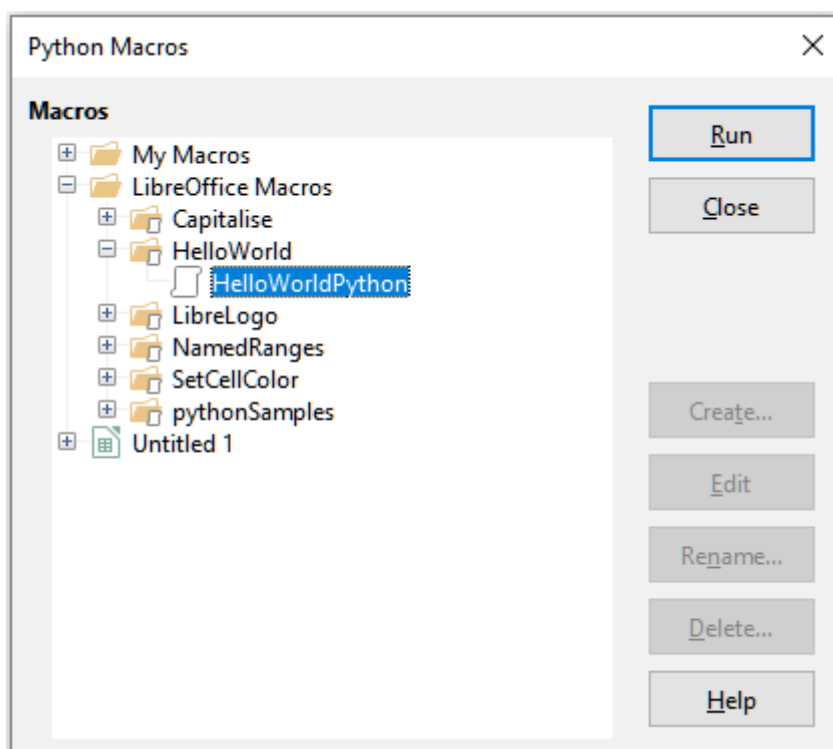 Python Macros
Macros
My Macros
LibreOffice Macros
Capitalise
HelloWorld
HelloWorldPython
LibreLogo
NamedRanges
SetCellColor
pythonSamples
Untitled 1
Run
Close
Create...
Edit
Rename...
Delete...
Help